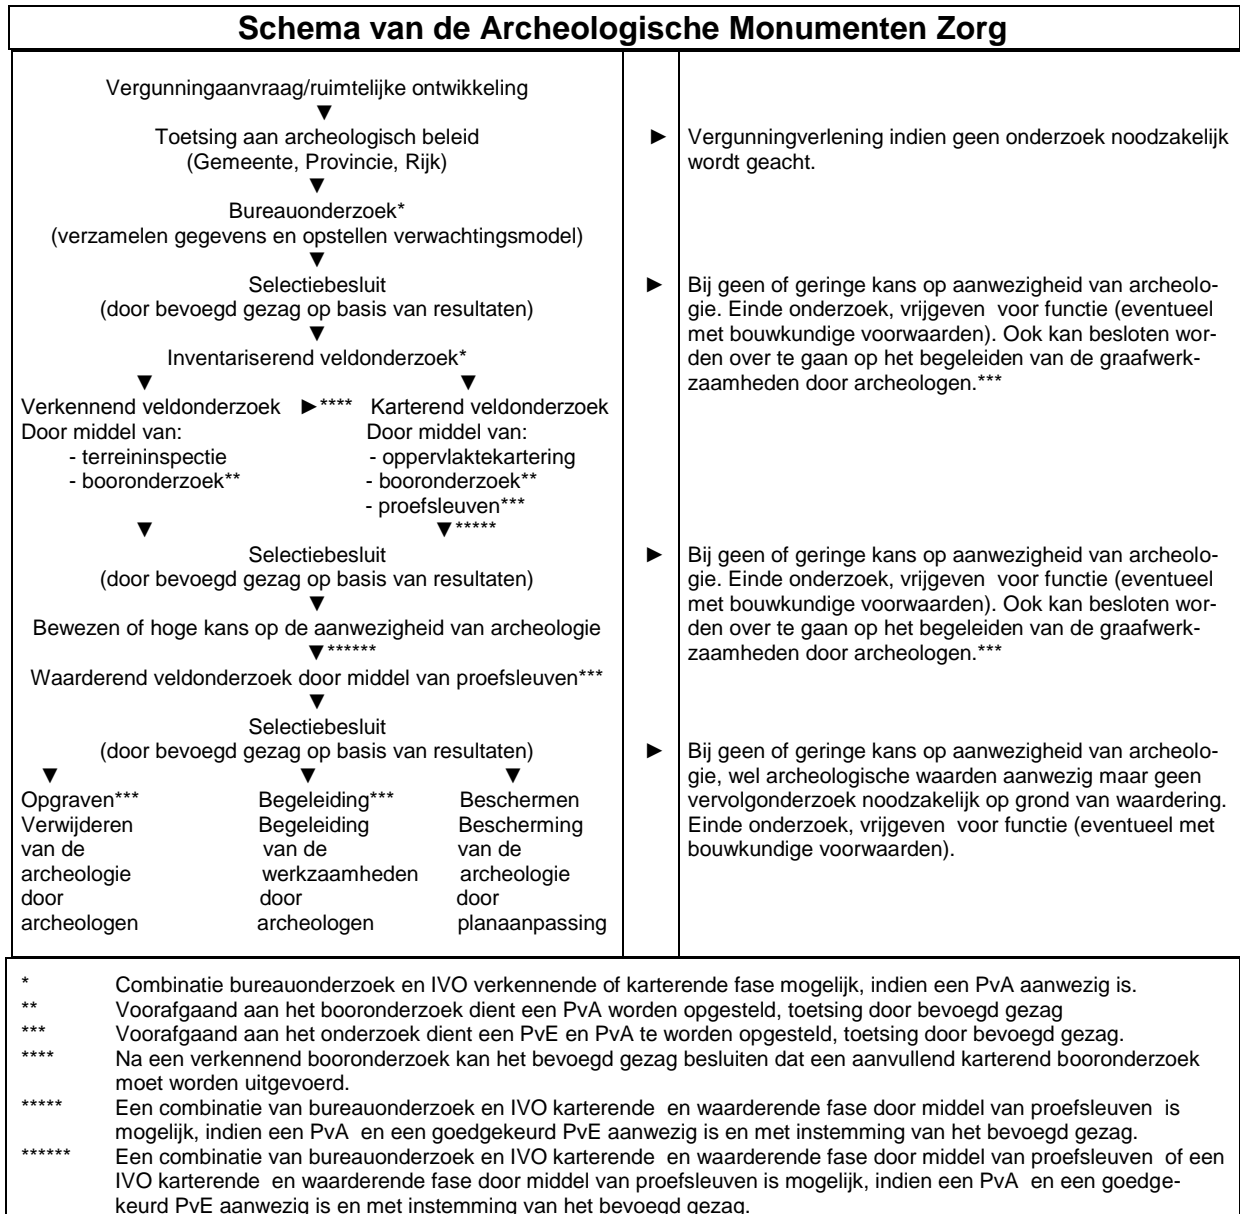 Schema van de Archeologische Monumenten Zorg
Vergunningaanvraag/ruimtelijke ontwikkeling
▼
Toetsing aan archeologisch beleid
(Gemeente, Provincie, Rijk)
▼
► Vergunningverlening indien geen onderzoek noodzakelijk
wordt geacht.
Bureauonderzoek*
(verzamelen gegevens en opstellen verwachtingsmodel)
▼
Selectiebesluit
(door bevoegd gezag op basis van resultaten)
▼
► Bij geen of geringe kans op aanwezigheid van archeolo-
gie. Einde onderzoek, vrijgeven voor functie (eventueel
met bouwkundige voorwaarden). Ook kan besloten wor-
den over te gaan op het begeleiden van de graafwerk-
zaamheden door archeologen.***
Inventariserend veldonderzoek*
▼ ▼
Verkennend veldonderzoek ►**** Karterend veldonderzoek
Door middel van: Door middel van:
- terreininspectie - oppervlaktekartering
- booronderzoek** - booronderzoek**
- proefsleuven***
▼ ▼*****
Selectiebesluit
(door bevoegd gezag op basis van resultaten)
▼
► Bij geen of geringe kans op aanwezigheid van archeolo-
gie. Einde onderzoek, vrijgeven voor functie (eventueel
met bouwkundige voorwaarden). Ook kan besloten wor-
den over te gaan op het begeleiden van de graafwerk-
zaamheden door archeologen.***
Bewezen of hoge kans op de aanwezigheid van archeologie
▼******
Waarderend veldonderzoek door middel van proefsleuven***
▼
Selectiebesluit
(door bevoegd gezag op basis van resultaten)
► Bij geen of geringe kans op aanwezigheid van archeolo-
gie, wel archeologische waarden aanwezig maar geen
vervolgonderzoek noodzakelijk op grond van waardering.
Einde onderzoek, vrijgeven voor functie (eventueel met
bouwkundige voorwaarden).
▼ ▼ ▼
Opgraven*** Begeleiding*** Beschermen
Verwijderen Begeleiding Bescherming
van de van de van de
archeologie werkzaamheden archeologie
door door door
archeologen archeologen planaanpassing
* Combinatie bureauonderzoek en IVO verkennende of karterende fase mogelijk, indien een PvA aanwezig is.
** Voorafgaand aan het booronderzoek dient een PvA worden opgesteld, toetsing door bevoegd gezag
*** Voorafgaand aan het onderzoek dient een PvE en PvA te worden opgesteld, toetsing door bevoegd gezag.
**** Na een verkennend booronderzoek kan het bevoegd gezag besluiten dat een aanvullend karterend booronderzoek
moet worden uitgevoerd.
***** Een combinatie van bureauonderzoek en IVO karterende en waarderende fase door middel van proefsleuven is
mogelijk, indien een PvA en een goedgekeurd PvE aanwezig is en met instemming van het bevoegd gezag.
****** Een combinatie van bureauonderzoek en IVO karterende en waarderende fase door middel van proefsleuven of een
IVO karterende en waarderende fase door middel van proefsleuven is mogelijk, indien een PvA en een goedge-
keurd PvE aanwezig is en met instemming van het bevoegd gezag.